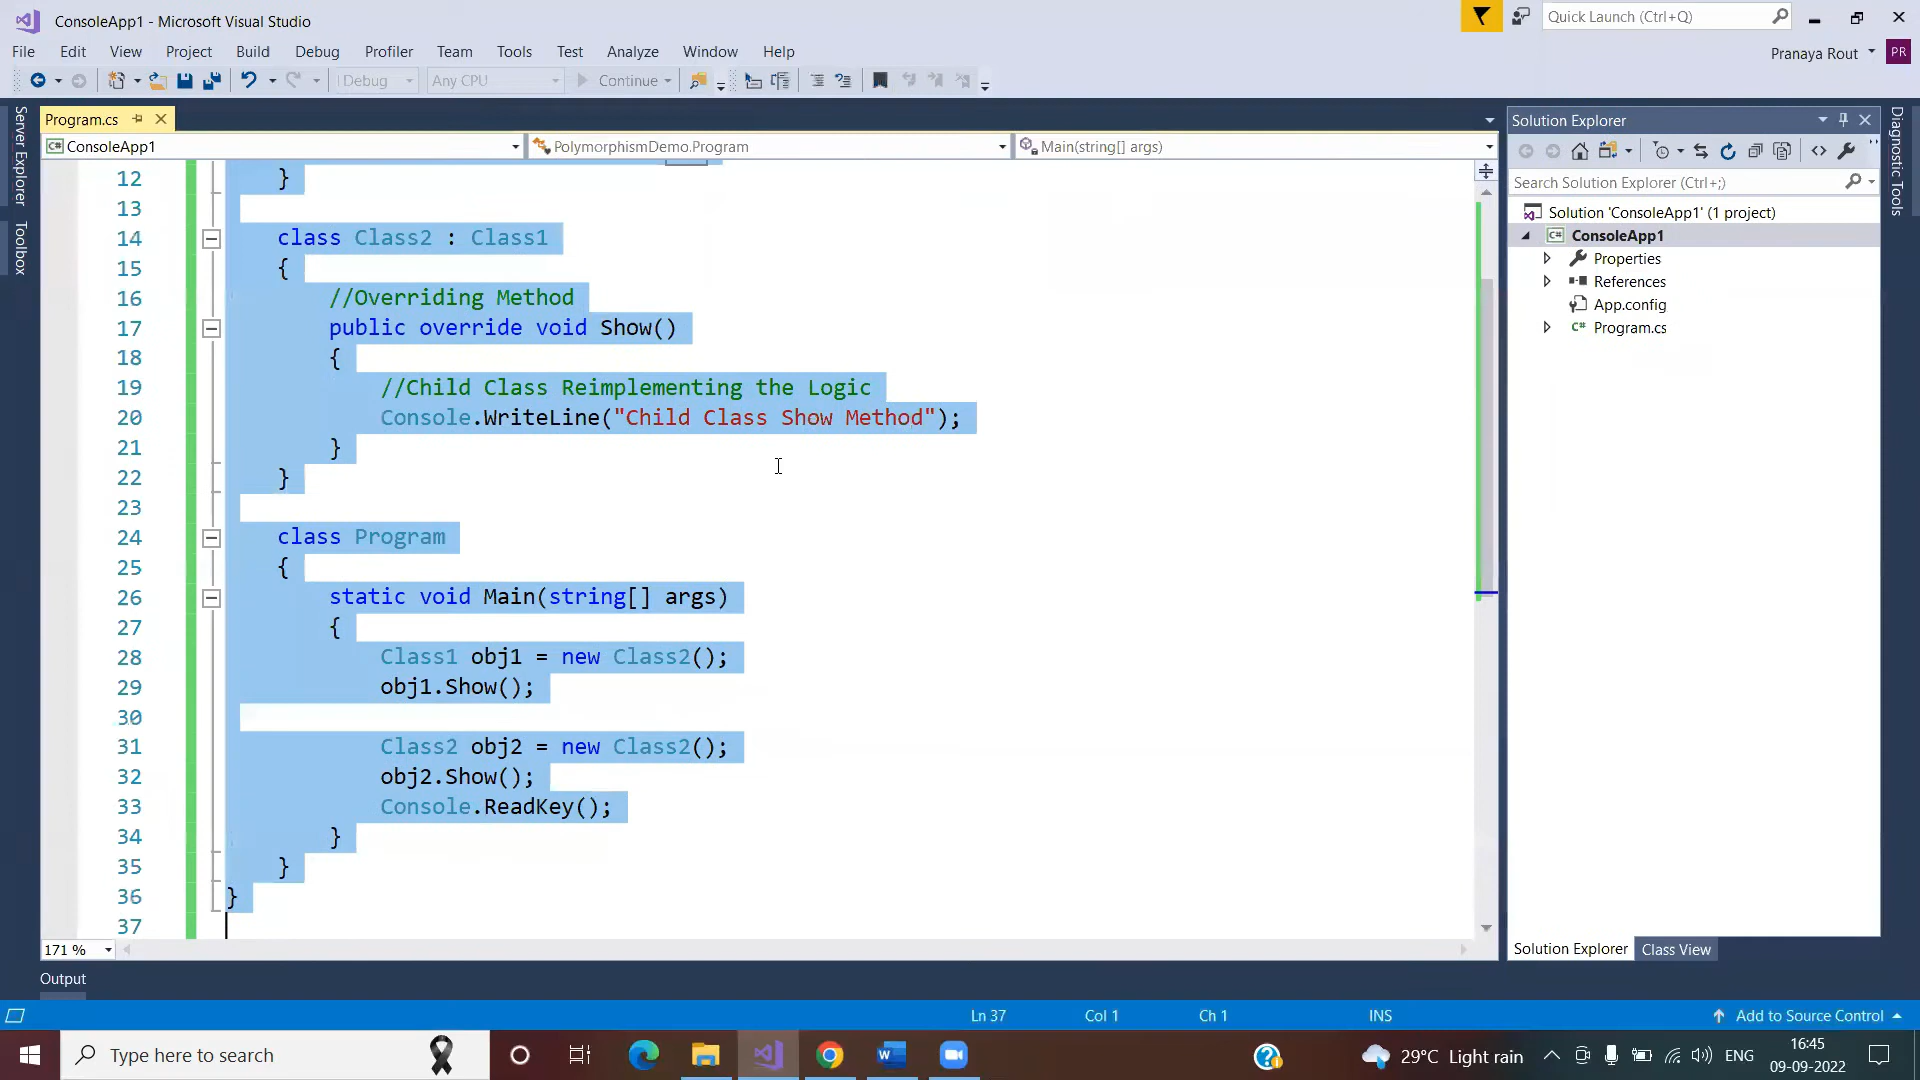 ConsoleApp1 - Microsoft Visual Studio
Quick Launch (Ctrl+Q)
File Edit View Project Build Debug Profiler Team Tools Test Analyze Window Help
Pranaya Rout PR
Debug Any CPU Continue
Server Explorer
Toolbox
Program.cs
ConsoleApp1 PolymorphismDemo.Program Main(string[] args)
12 }
13
14 class Class2 : Class1
15 {
16 //Overriding Method
17 public override void Show()
18 {
19 //Child Class Reimplementing the Logic
20 Console.WriteLine("Child Class Show Method");
21 }
22 }
23
24 class Program
25 {
26 static void Main(string[] args)
27 {
28 Class1 obj1 = new Class2();
29 obj1.Show();
30
31 Class2 obj2 = new Class2();
32 obj2.Show();
33 Console.ReadKey();
34 }
35 }
36 }
37
171 %
Output
Solution Explorer
Search Solution Explorer (Ctrl+;)
Solution 'ConsoleApp1' (1 project)
C# ConsoleApp1
Properties
References
App.config
C# Program.cs
Solution Explorer Class View
Diagnostic Tools
Ln 37 Col 1 Ch 1 INS Add to Source Control
Type here to search
29°C Light rain
ENG
16:45
09-09-2022